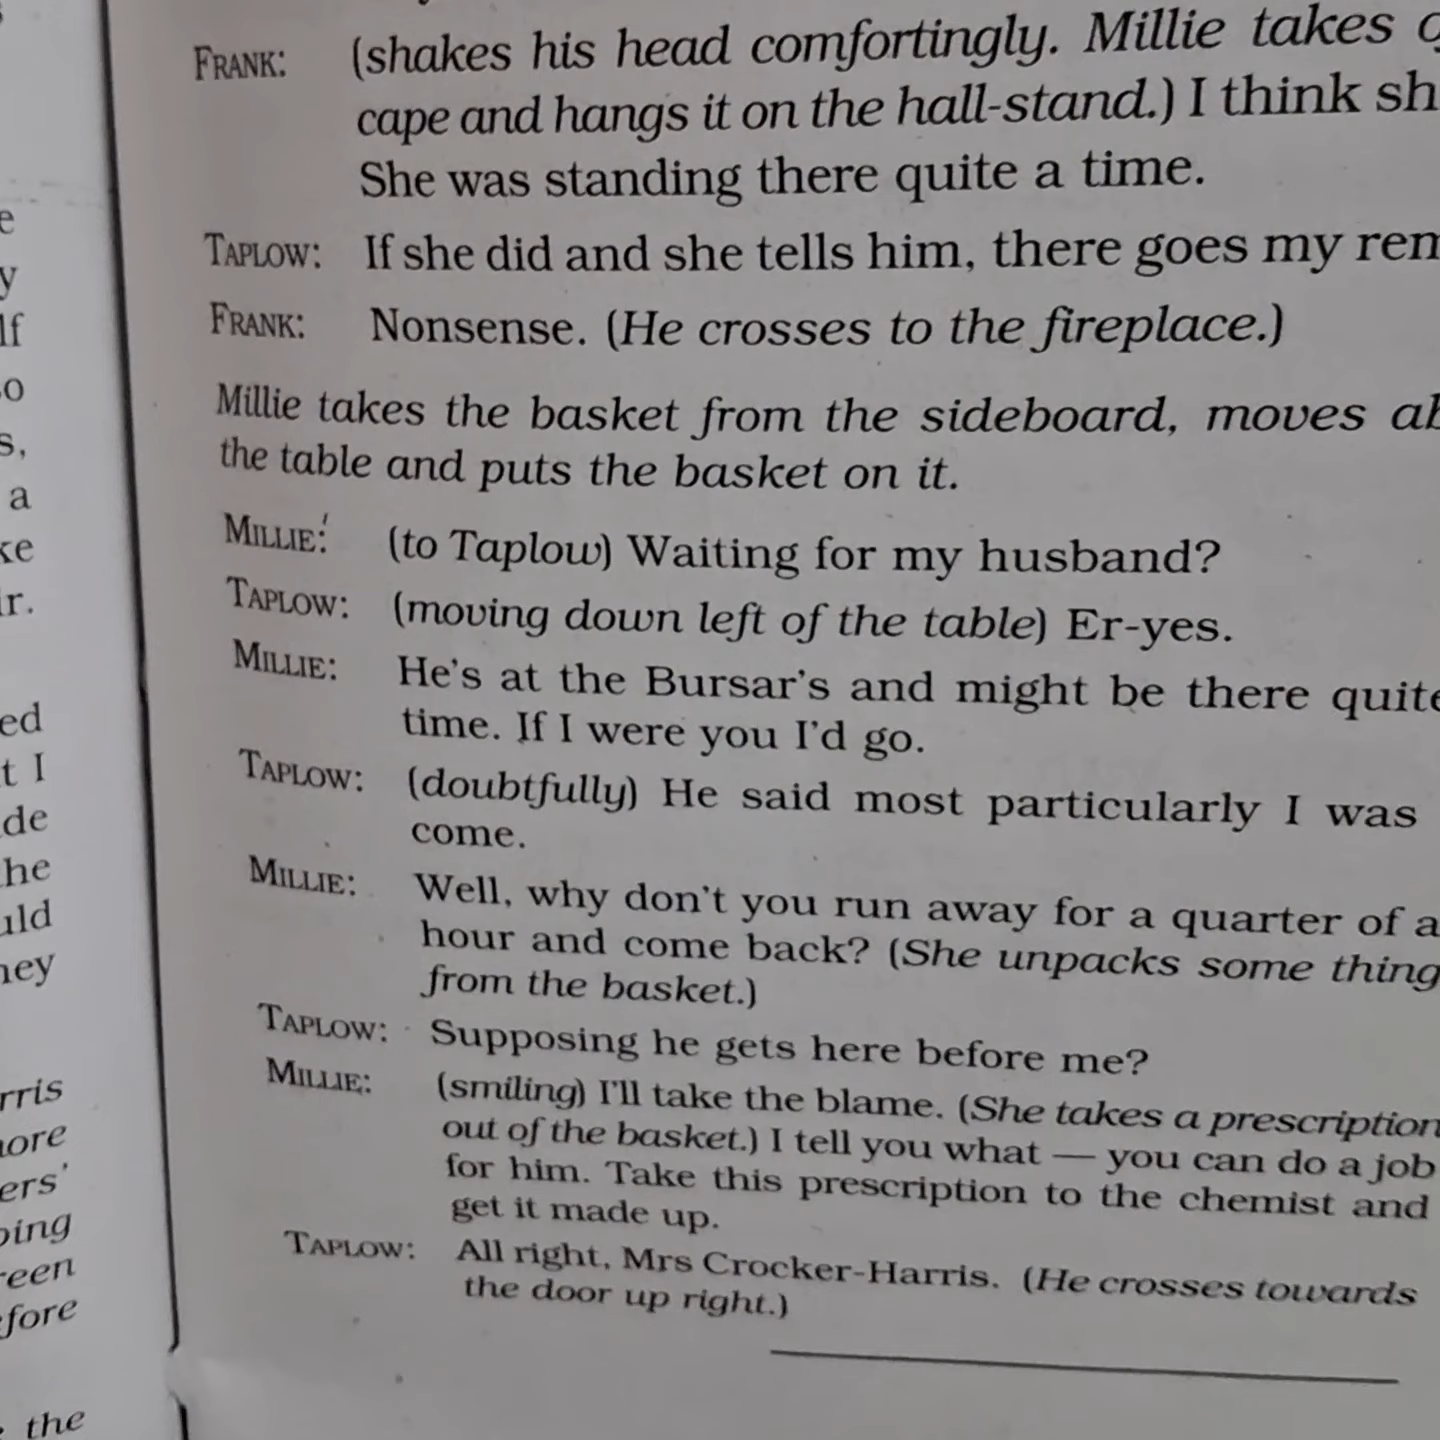 FRANK: (shakes his head comfortingly. Millie takes
cape and hangs it on the hall-stand.) I think
She was standing there quite a time.
TAPLOW: If she did and she tells him, there goes my
FRANK: Nonsense. (He crosses to the fireplace.)
Millie takes the basket from the sideboard, moves
the table and puts the basket on it.
MILLIE: (to Taplow) Waiting for my husband?
TAPLOW: (moving down left of the table) Er-yes.
MILLIE: He's at the Bursar's and might be there quite
time. If I were you I'd go.
TAPLOW: (doubtfully) He said most particularly I was
come.
MILLIE: Well, why don't you run away for a quarter of
hour and come back? (She unpacks some thing
from the basket.)
TAPLOW: Supposing he gets here before me?
MILLIE: (smiling) I'll take the blame. (She takes a prescription
out of the basket.) I tell you what — you can do a job
for him. Take this prescription to the chemist and
get it made up.
TAPLOW: All right, Mrs Crocker-Harris. (He crosses towards
the door up right.)
the